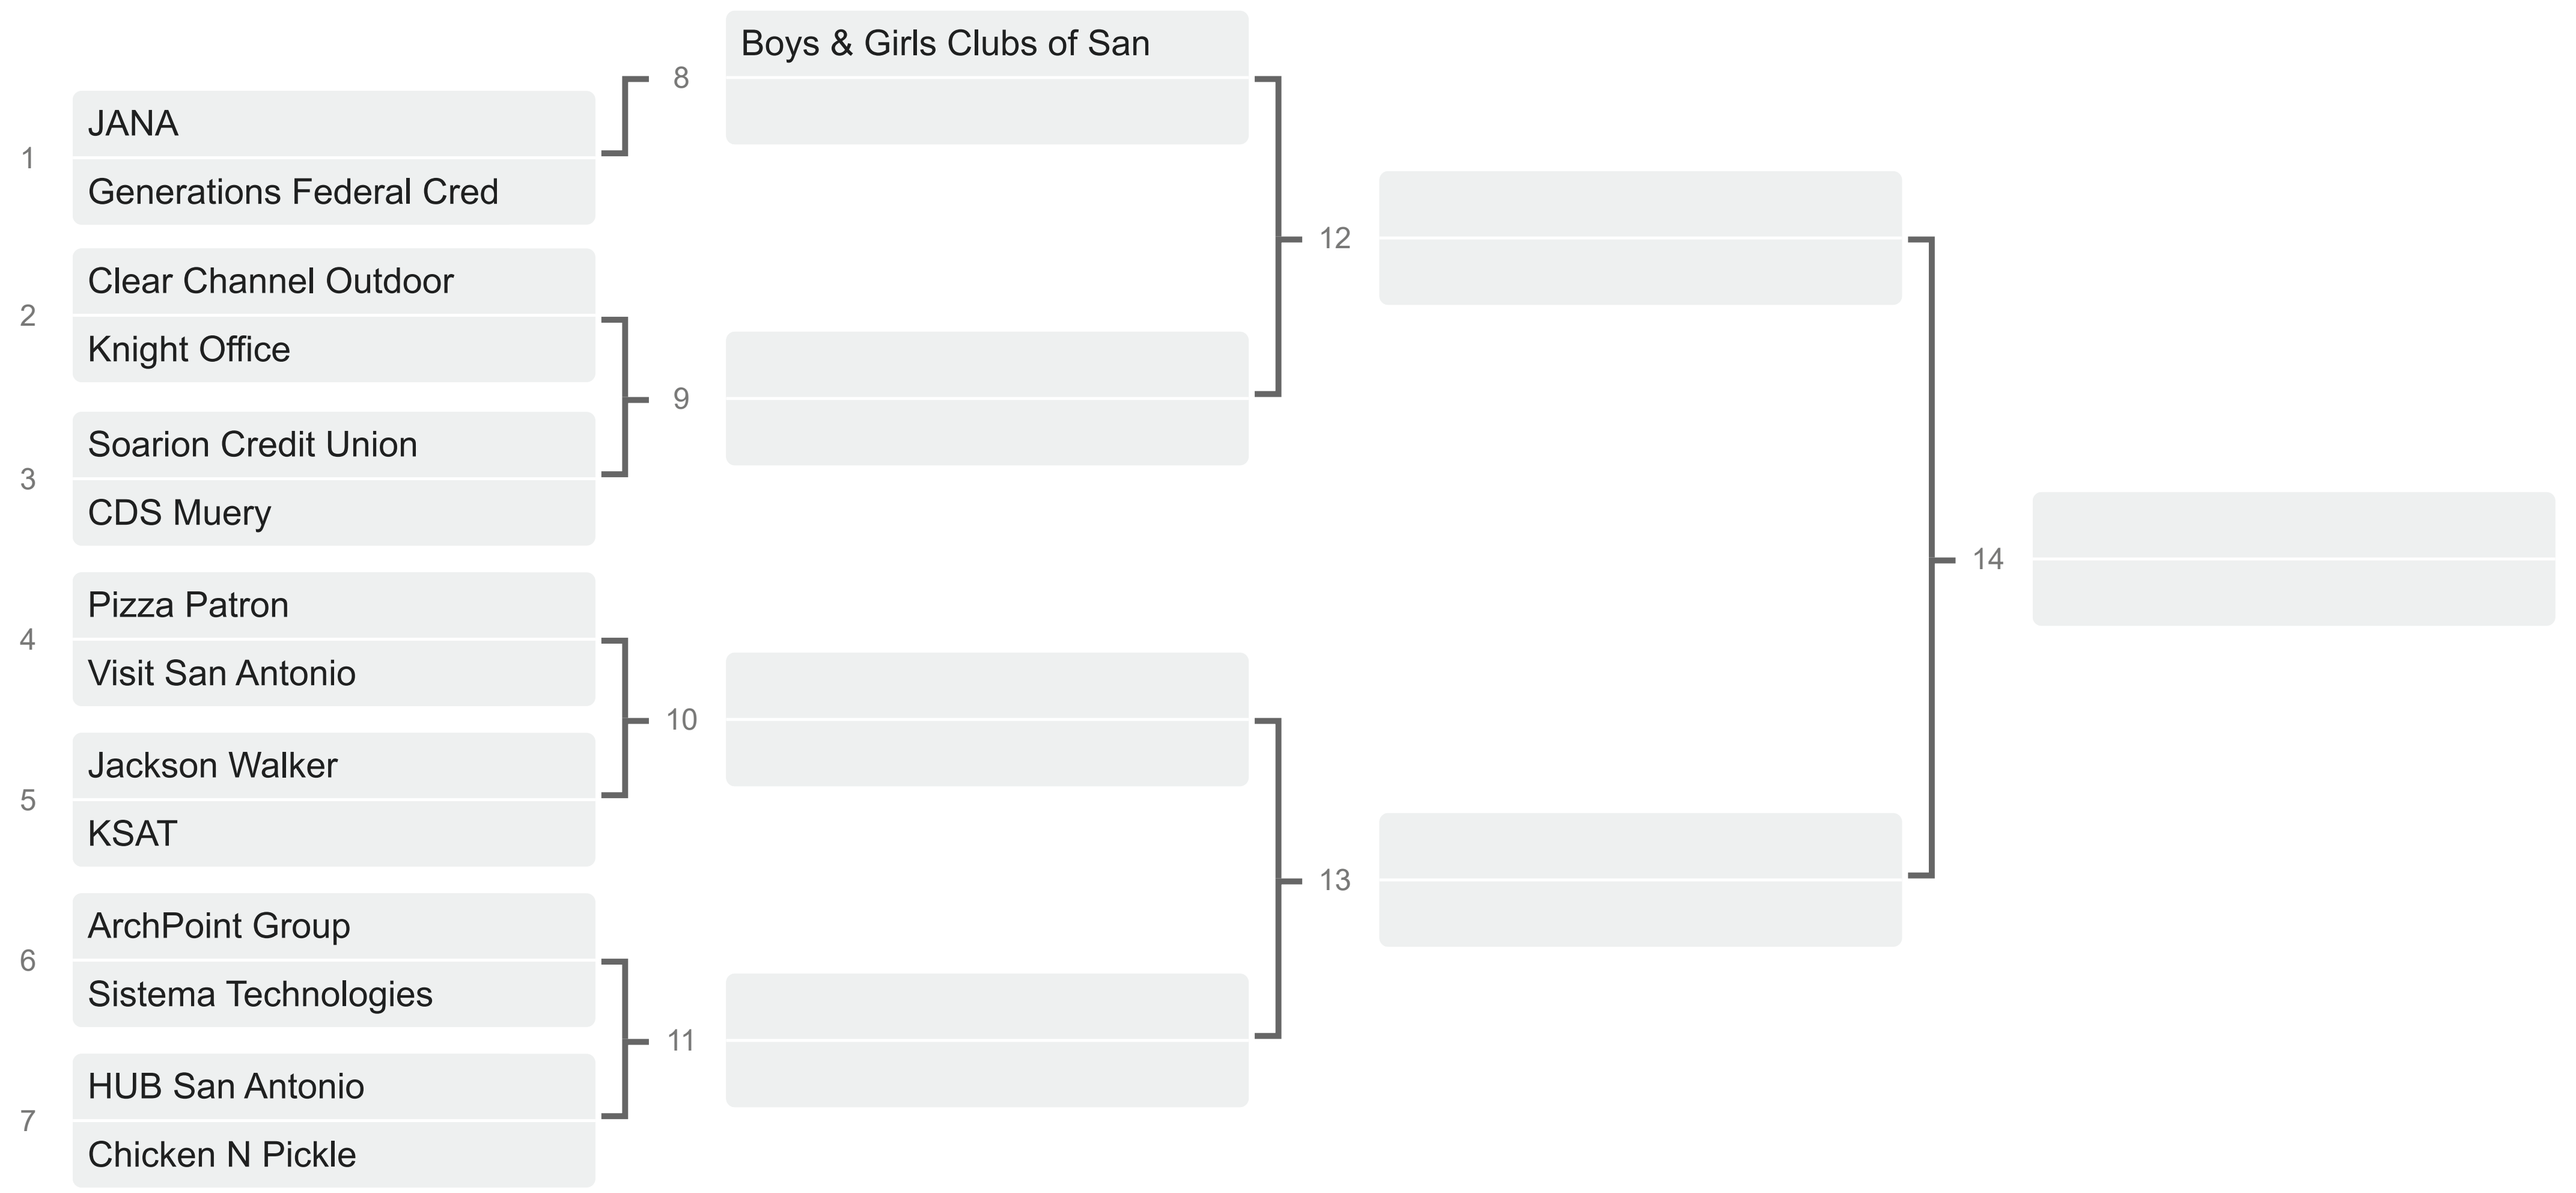 1
JANA
Generations Federal Cred
2
Clear Channel Outdoor
Knight Office
3
Soarion Credit Union
CDS Muery
4
Pizza Patron
Visit San Antonio
5
Jackson Walker
KSAT
6
ArchPoint Group
Sistema Technologies
7
HUB San Antonio
Chicken N Pickle
8
Boys & Girls Clubs of San
9
10
11
12
13
14